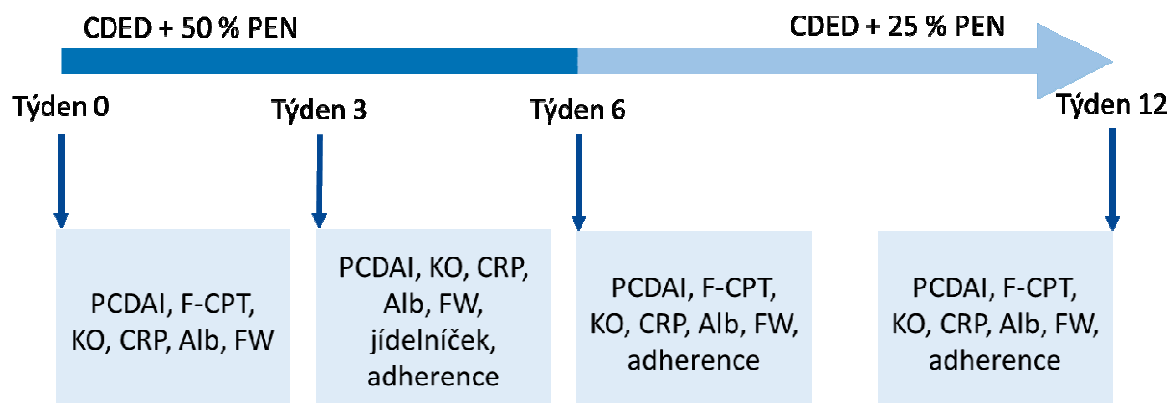 CDED + 50 % PEN
CDED + 25 % PEN
Týden 0
Týden 3
Týden 6
Týden 12
PCDAI, F-CPT,
KO, CRP, Alb, FW
PCDAI, KO, CRP,
Alb, FW,
jídelníček,
adherence
PCDAI, F-CPT,
KO, CRP, Alb, FW,
adherence
PCDAI, F-CPT,
KO, CRP, Alb, FW,
adherence